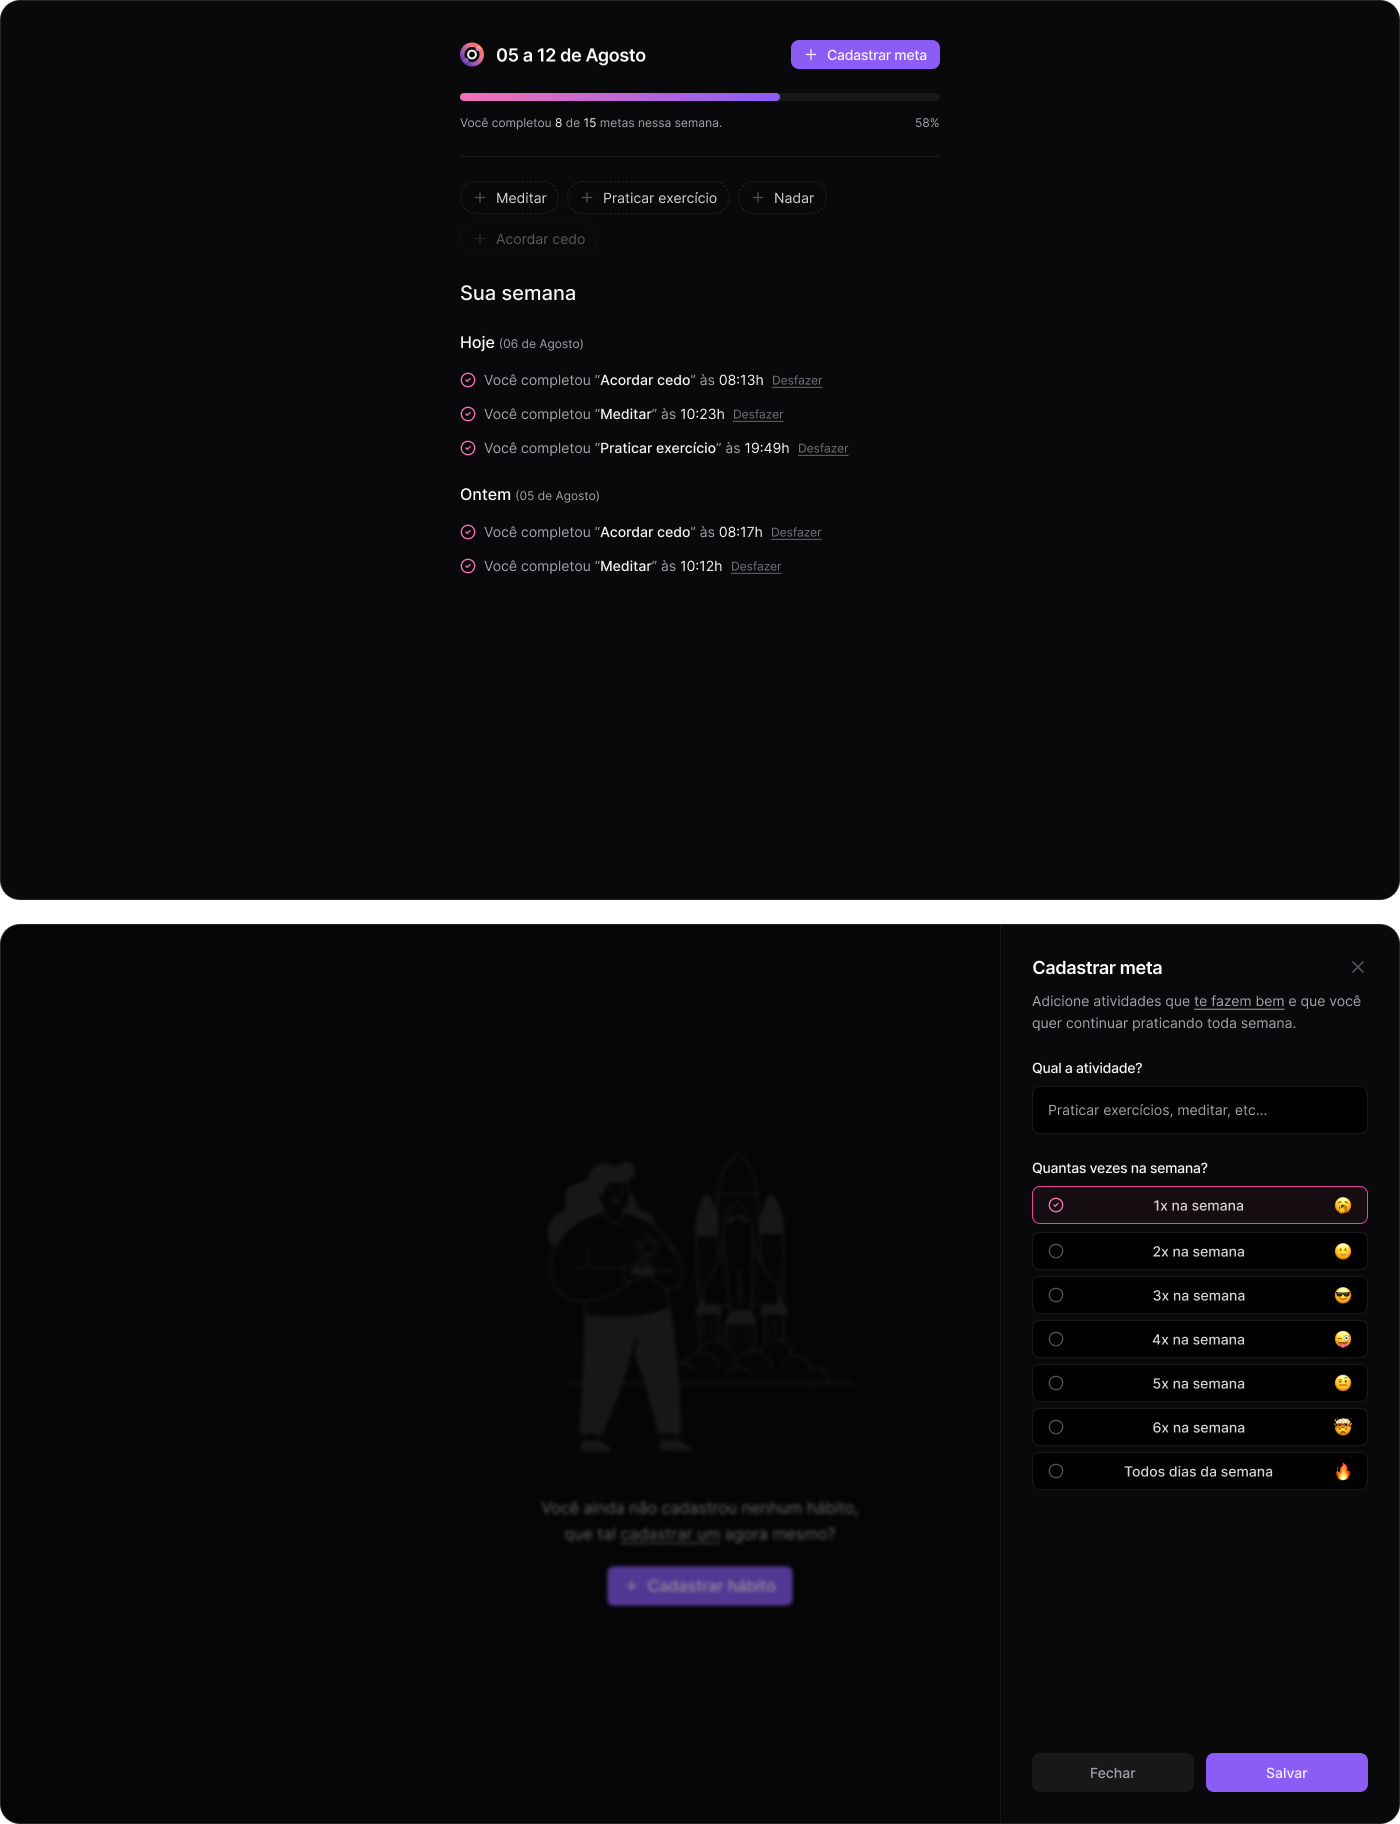 05 a 12 de Agosto
Cadastrar meta
Você completou 8 de 15 metas nessa semana.
58%
Meditar
Praticar exercício
Nadar
Acordar cedo
Sua semana
Hoje (06 de Agosto)
Você completou “Acordar cedo” às 08:13h Desfazer
Você completou “Meditar” às 10:23h Desfazer
Você completou “Praticar exercício” às 19:49h Desfazer
Ontem (05 de Agosto)
Você completou “Acordar cedo” às 08:17h Desfazer
Você completou “Meditar” às 10:12h Desfazer
Você ainda não cadastrou nenhum hábito,
que tal cadastrar um agora mesmo?
Cadastrar hábito
Cadastrar meta
Adicione atividades que te fazem bem e que você
quer continuar praticando toda semana.
Qual a atividade?
Praticar exercícios, meditar, etc...
Quantas vezes na semana?
1x na semana
2x na semana
3x na semana
4x na semana
5x na semana
6x na semana
Todos dias da semana
Fechar
Salvar